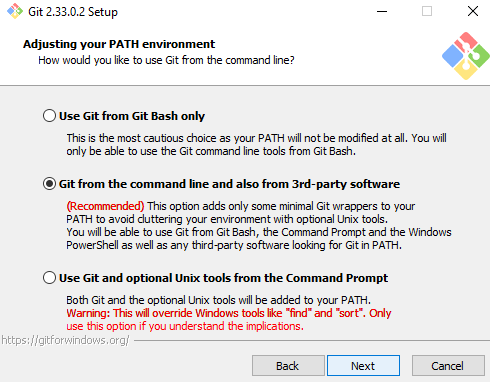 Git 2.33.0.2 Setup
Adjusting your PATH environment
How would you like to use Git from the command line?
Use Git from Git Bash only
This is the most cautious choice as your PATH will not be modified at all. You will
only be able to use the Git command line tools from Git Bash.
Git from the command line and also from 3rd-party software
(Recommended) This option adds only some minimal Git wrappers to your
PATH to avoid cluttering your environment with optional Unix tools.
You will be able to use Git from Git Bash, the Command Prompt and the Windows
PowerShell as well as any third-party software looking for Git in PATH.
Use Git and optional Unix tools from the Command Prompt
Both Git and the optional Unix tools will be added to your PATH.
Warning: This will override Windows tools like "find" and "sort". Only
use this option if you understand the implications.
https://gitforwindows.org/
Back
Next
Cancel